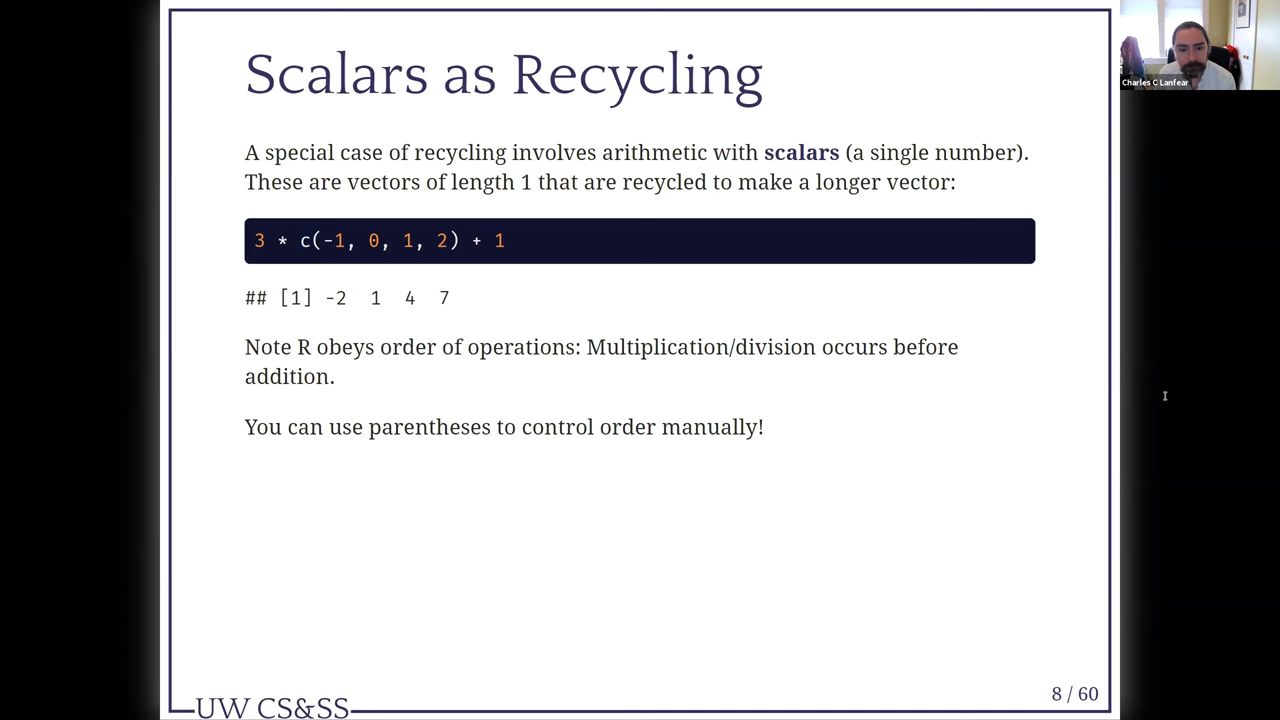 Scalars as Recycling
Charles C Lanfear
A special case of recycling involves arithmetic with scalars (a single number).
These are vectors of length 1 that are recycled to make a longer vector:
3 * c(-1, 0, 1, 2) + 1
## [1] -2  1  4  7
Note R obeys order of operations: Multiplication/division occurs before
addition.
You can use parentheses to control order manually!
8 / 60
UW CS&SS